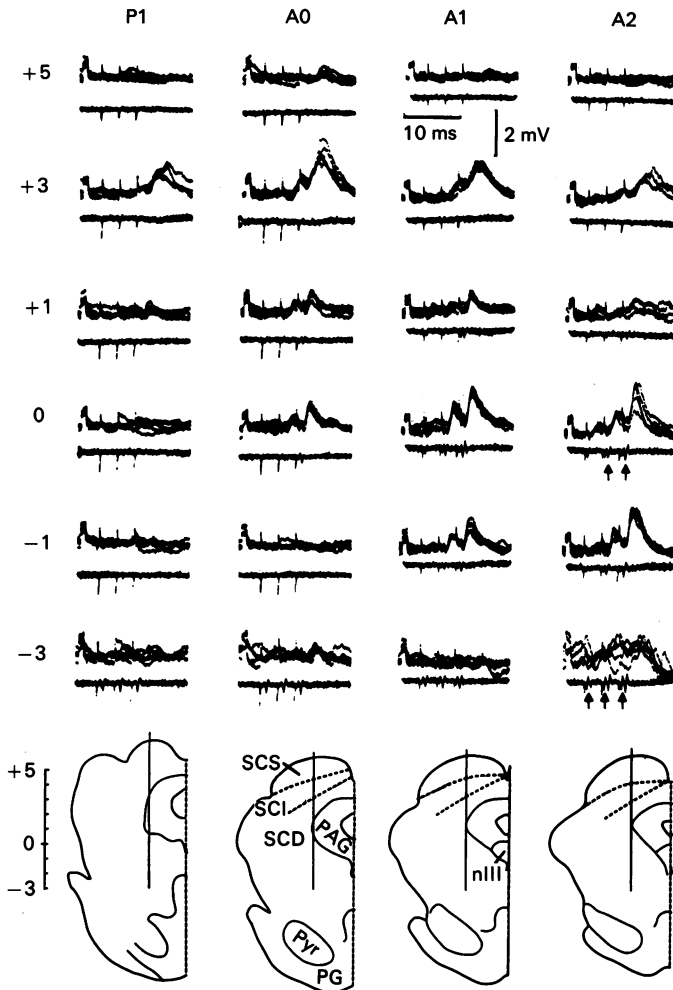 P1 A0 A1 A2
+5
10 ms 2 mV
+3
+1
0
−1
−3
+5
SCS
SCI
0
SCD
PAG
nIII
−3
Pyr
PG